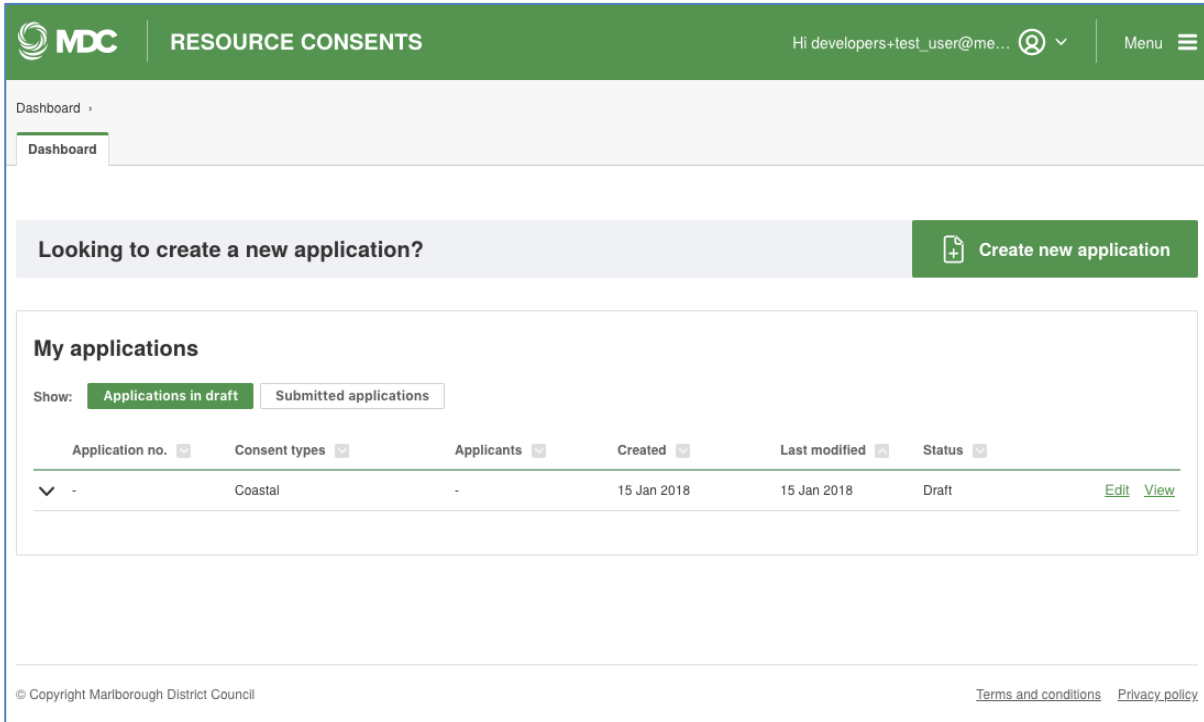 MDC RESOURCE CONSENTS Hi developers+test_user@me... Menu
Dashboard ›
Dashboard
Looking to create a new application? Create new application
My applications
Show: Applications in draft Submitted applications
Application no. Consent types Applicants Created Last modified Status
- Coastal - 15 Jan 2018 15 Jan 2018 Draft Edit View
© Copyright Marlborough District Council Terms and conditions Privacy policy